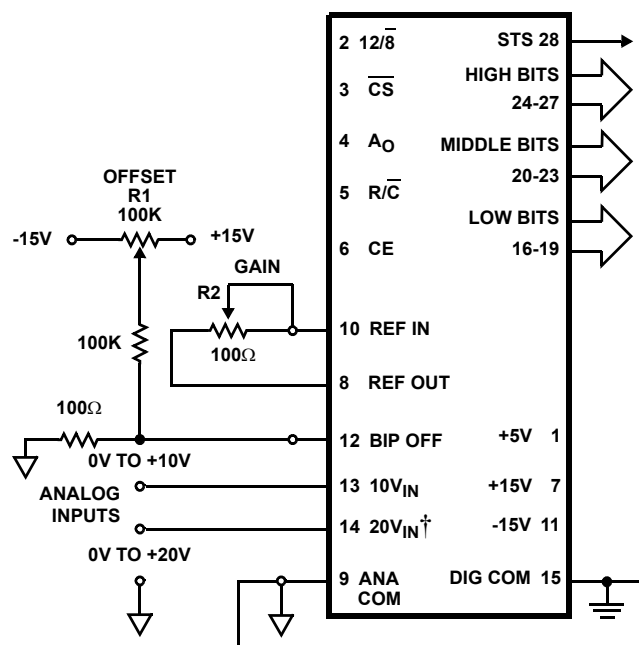 2 12/8̅
STS 28
HIGH BITS
24-27
3 C̅S̅
4 AO
MIDDLE BITS
20-23
5 R/C̅
LOW BITS
16-19
6 CE
OFFSET
R1
100K
-15V
+15V
GAIN
R2
100Ω
10 REF IN
100K
8 REF OUT
100Ω
12 BIP OFF
+5V 1
0V TO +10V
13 10VIN
+15V 7
ANALOG
INPUTS
14 20VIN†
-15V 11
0V TO +20V
9 ANA
COM
DIG COM 15